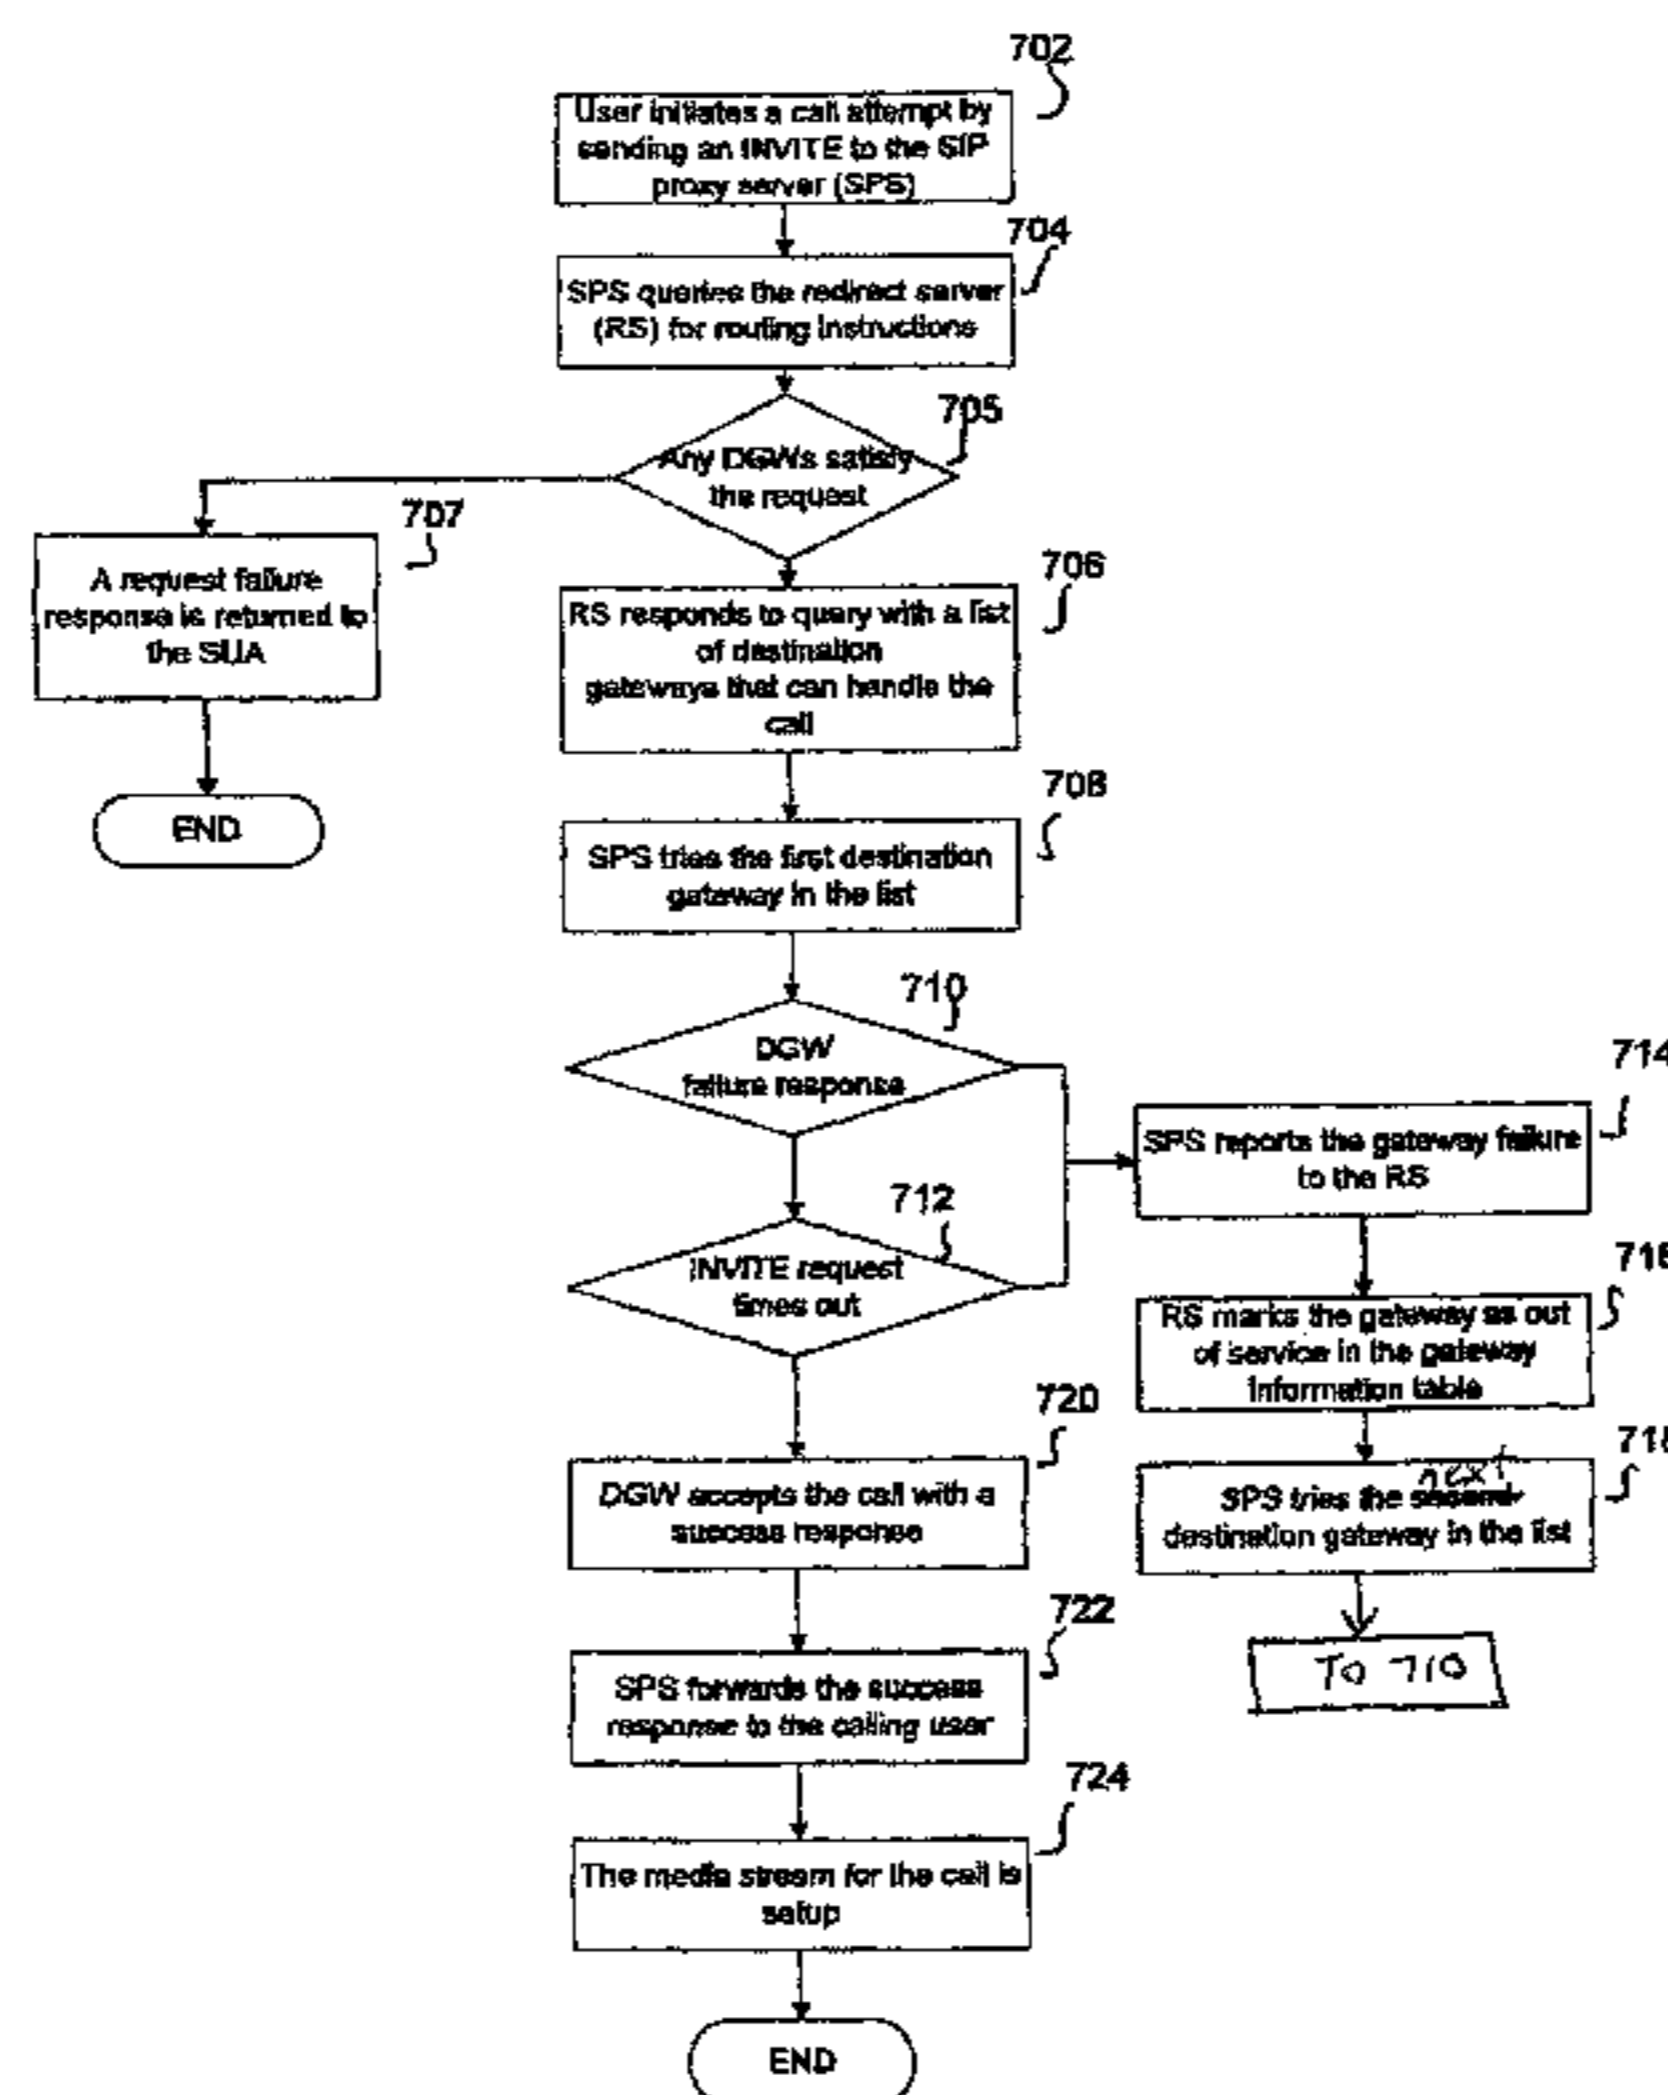 702
User initiates a call attempt by
sending an INVITE to the SIP
proxy server (SPS)
704
SPS queries the redirect server
(RS) for routing instructions
705
Any DGWs satisfy
the request
707
A request failure
response is returned to
the SUA
END
706
RS responds to query with a list
of destination
gateways that can handle the
call
708
SPS tries the first destination
gateway in the list
710
DGW
failure response
712
INVITE request
times out
714
SPS reports the gateway failure
to the RS
716
RS marks the gateway as out
of service in the gateway
information table
718
next
SPS tries the second
destination gateway in the list
TO 710
720
DGW accepts the call with a
success response
722
SPS forwards the success
response to the calling user
724
The media stream for the call is
setup
END